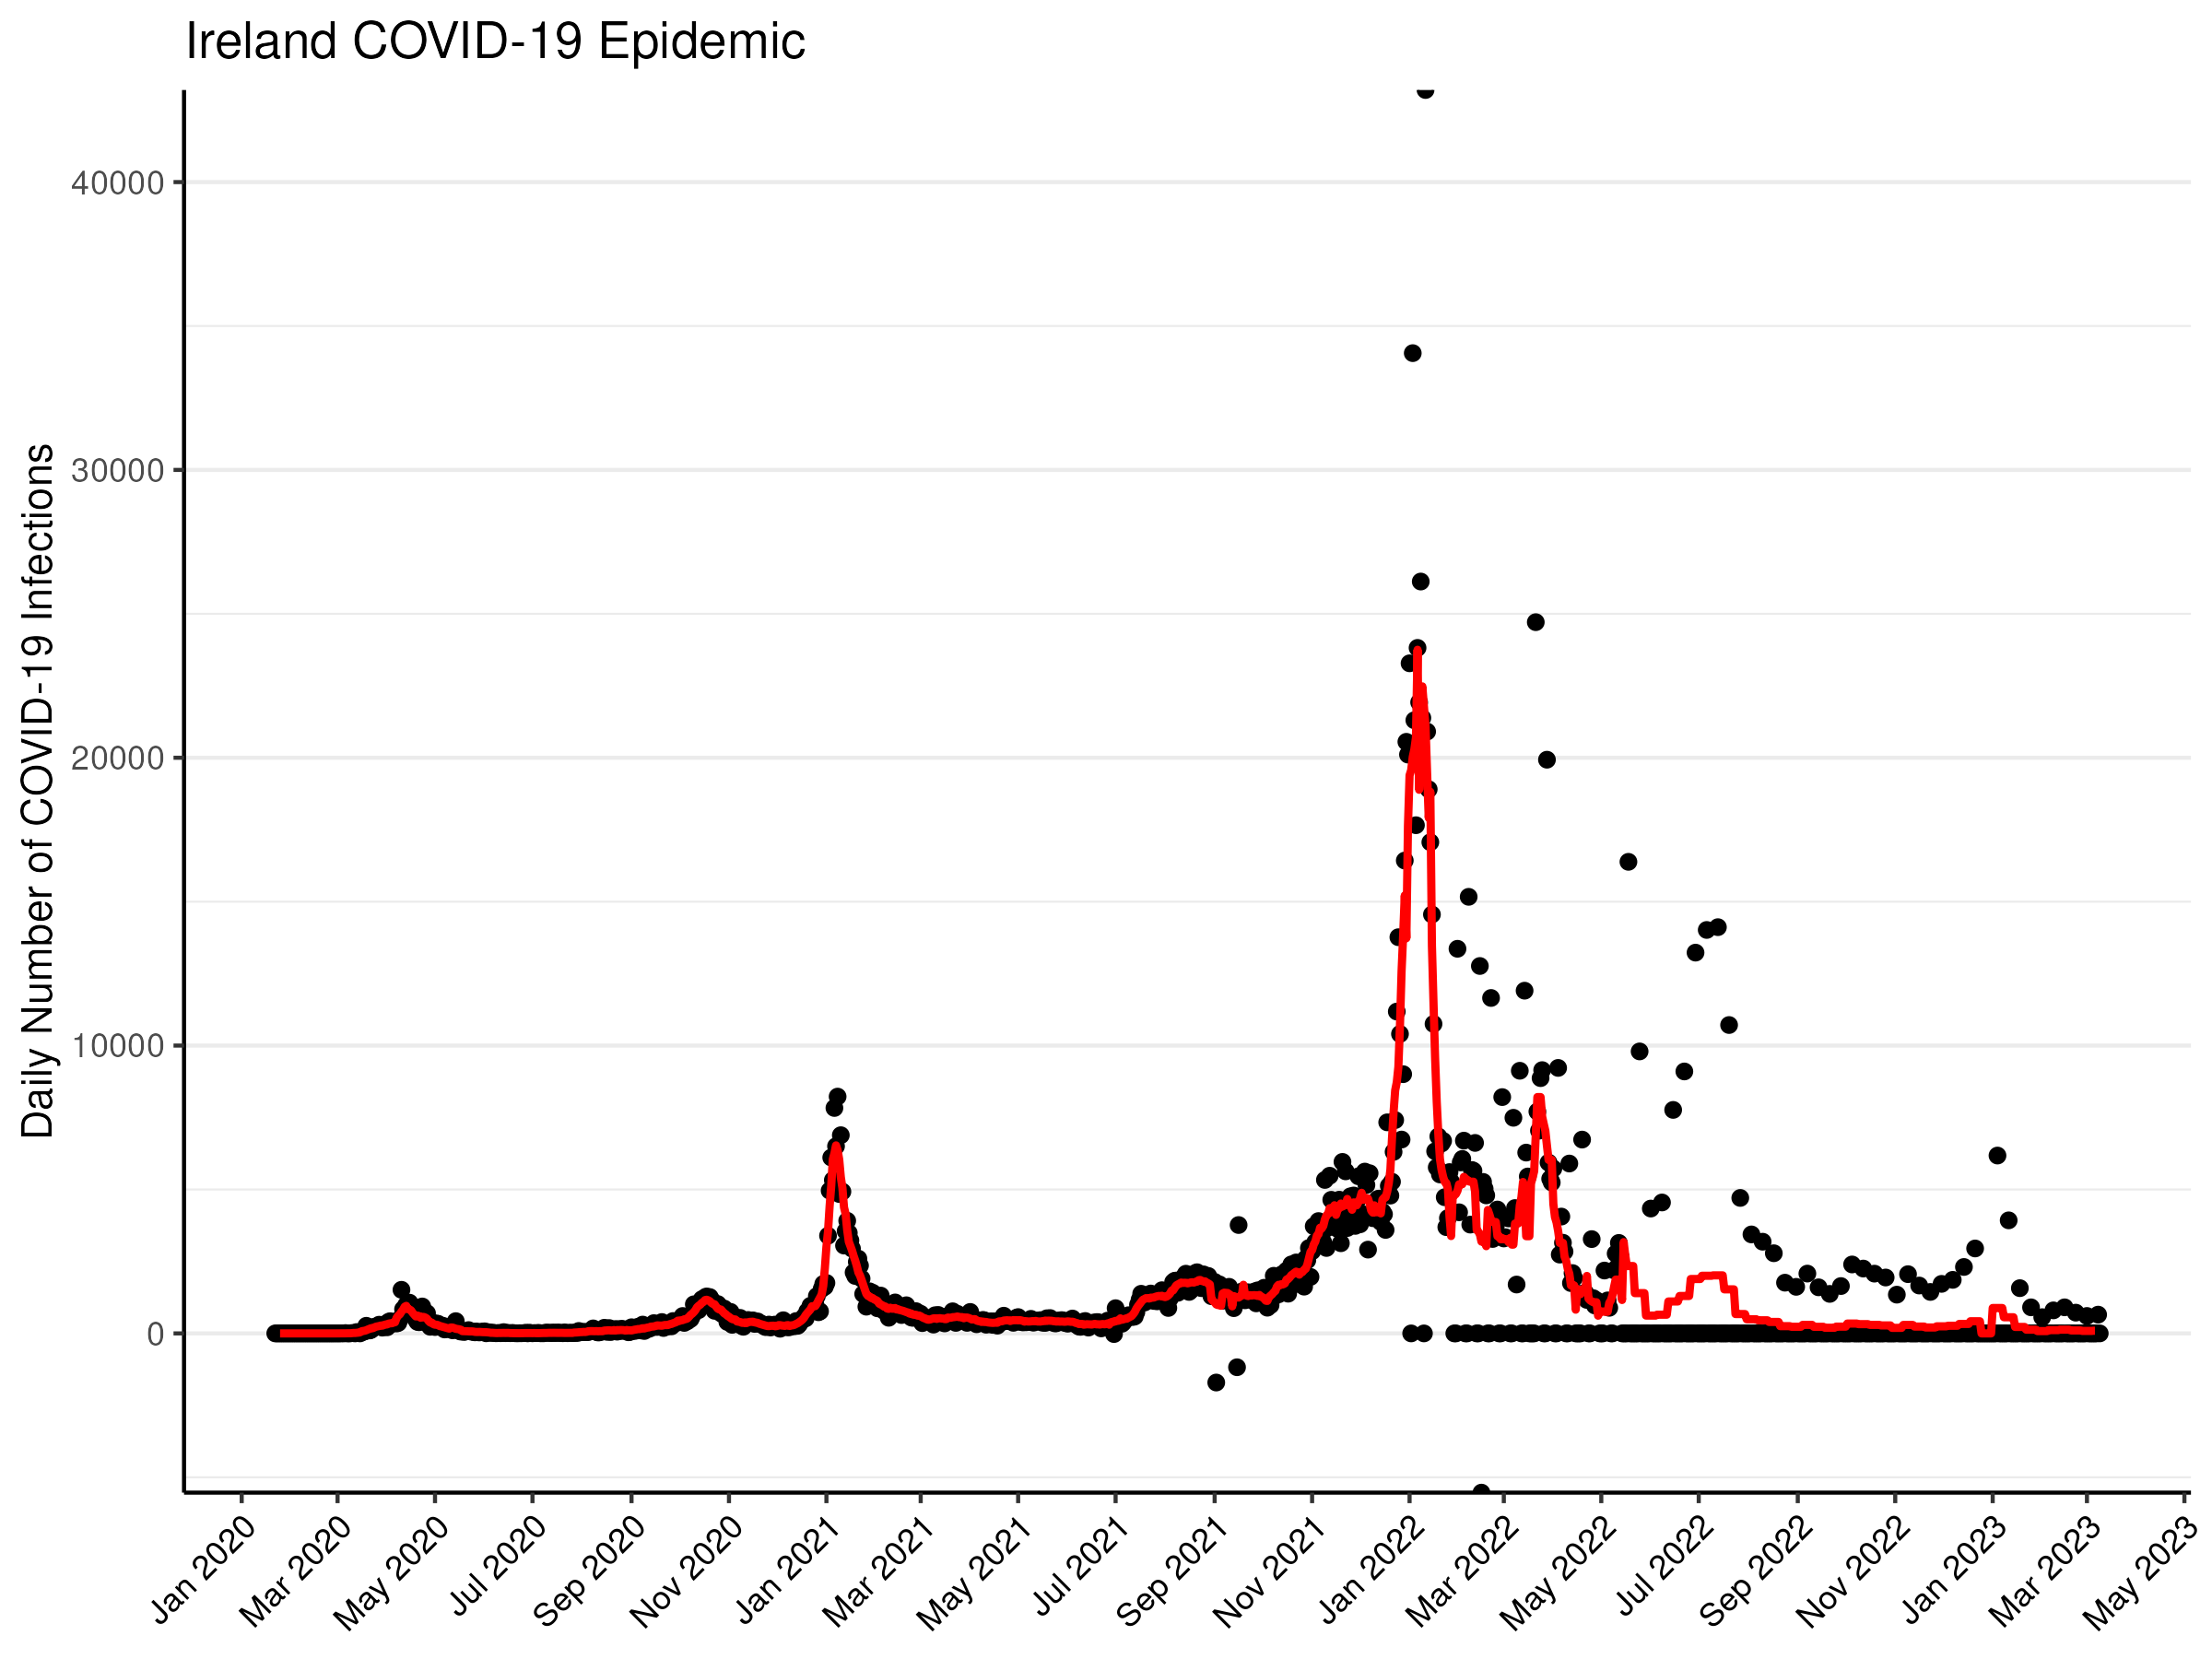 Ireland COVID-19 Epidemic
Daily Number of COVID-19 Infections
40000
30000
20000
10000
0
Jan 2020
Mar 2020
May 2020
Jul 2020
Sep 2020
Nov 2020
Jan 2021
Mar 2021
May 2021
Jul 2021
Sep 2021
Nov 2021
Jan 2022
Mar 2022
May 2022
Jul 2022
Sep 2022
Nov 2022
Jan 2023
Mar 2023
May 2023